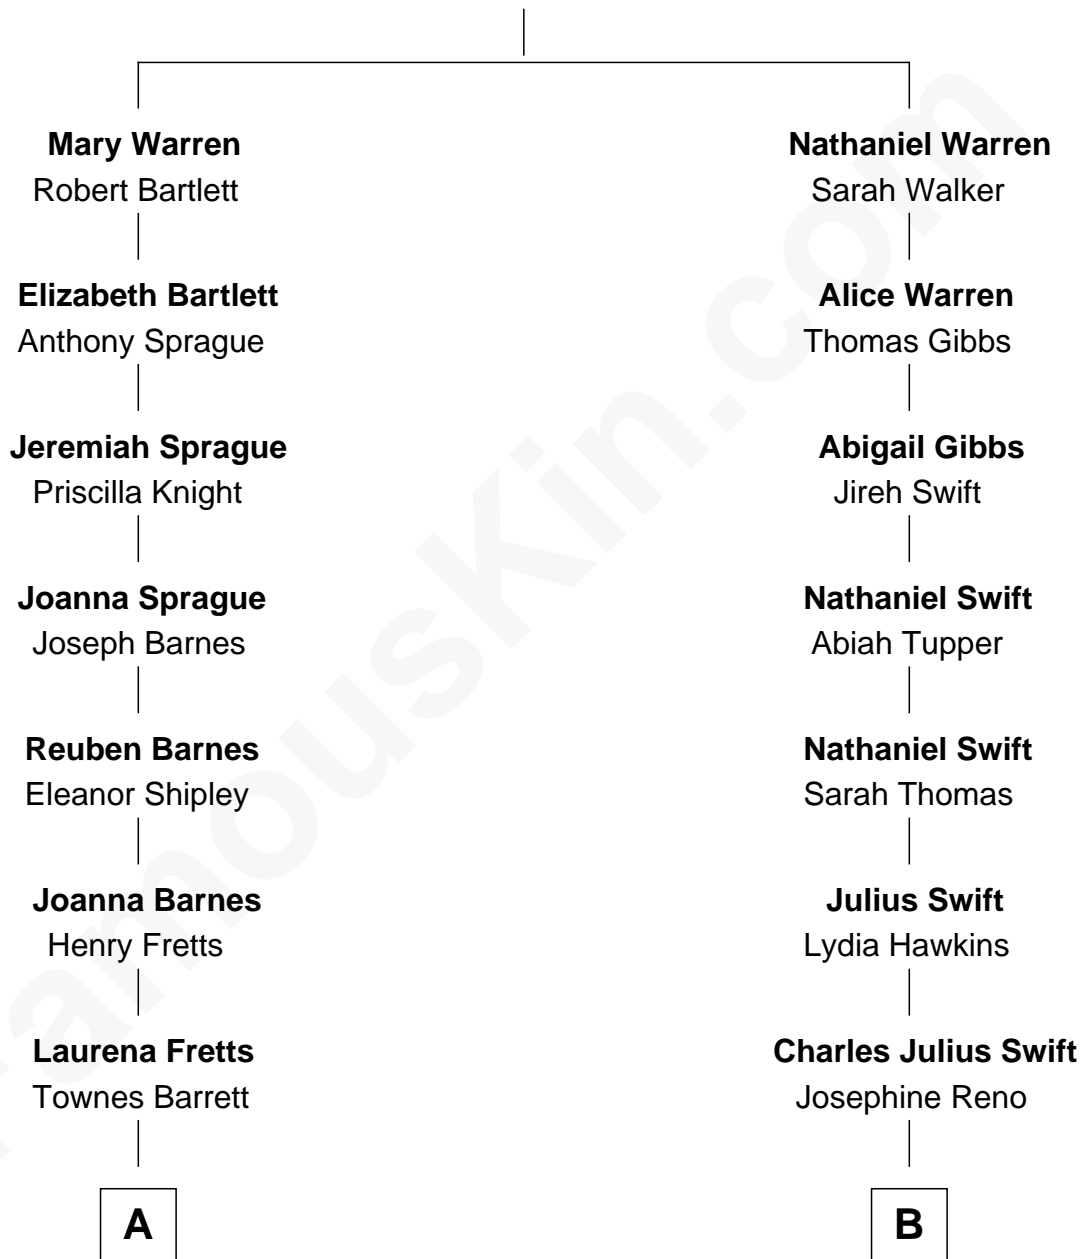 Mary Warren
Robert Bartlett
Elizabeth Bartlett
Anthony Sprague
Jeremiah Sprague
Priscilla Knight
Joanna Sprague
Joseph Barnes
Reuben Barnes
Eleanor Shipley
Joanna Barnes
Henry Fretts
Laurena Fretts
Townes Barrett
A
Nathaniel Warren
Sarah Walker
Alice Warren
Thomas Gibbs
Abigail Gibbs
Jireh Swift
Nathaniel Swift
Abiah Tupper
Nathaniel Swift
Sarah Thomas
Julius Swift
Lydia Hawkins
Charles Julius Swift
Josephine Reno
B
FamousKin.com